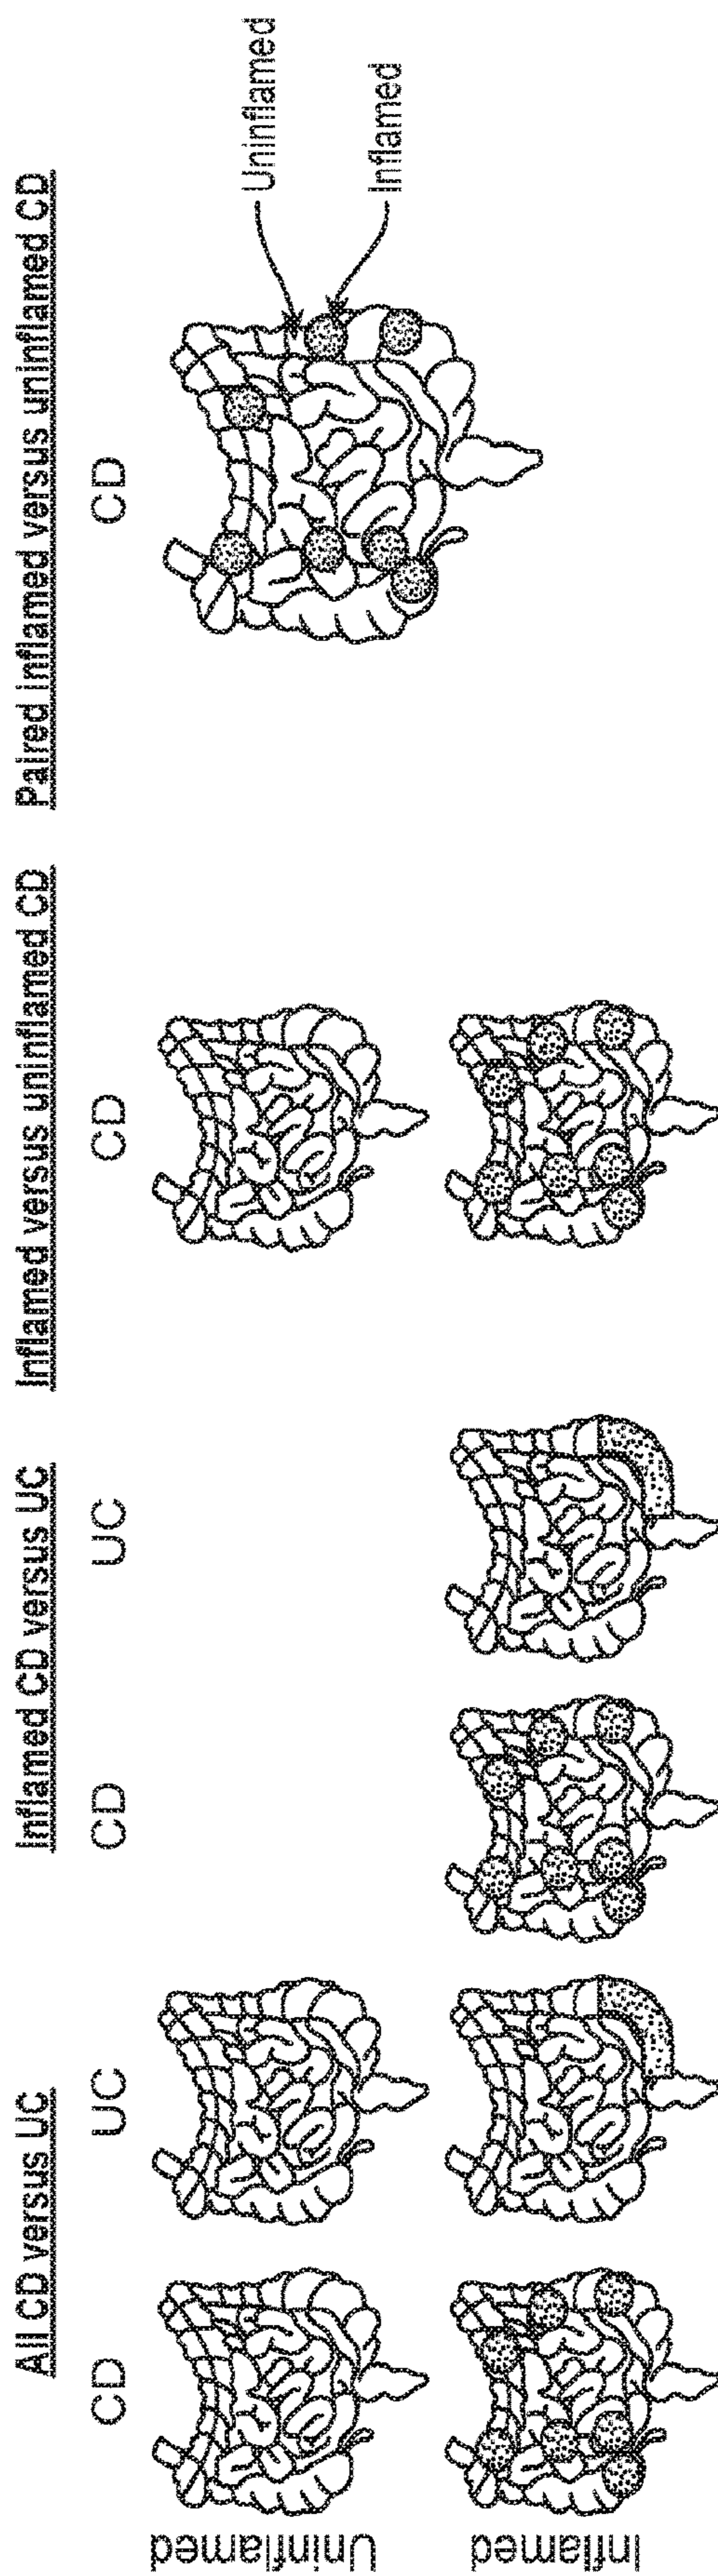 All CD versus UC
Inflamed CD versus UC
Inflamed versus uninflamed CD
Paired inflamed versus uninflamed CD
CD
UC
CD
UC
CD
CD
Uninflamed
Inflamed
Uninflamed
Inflamed